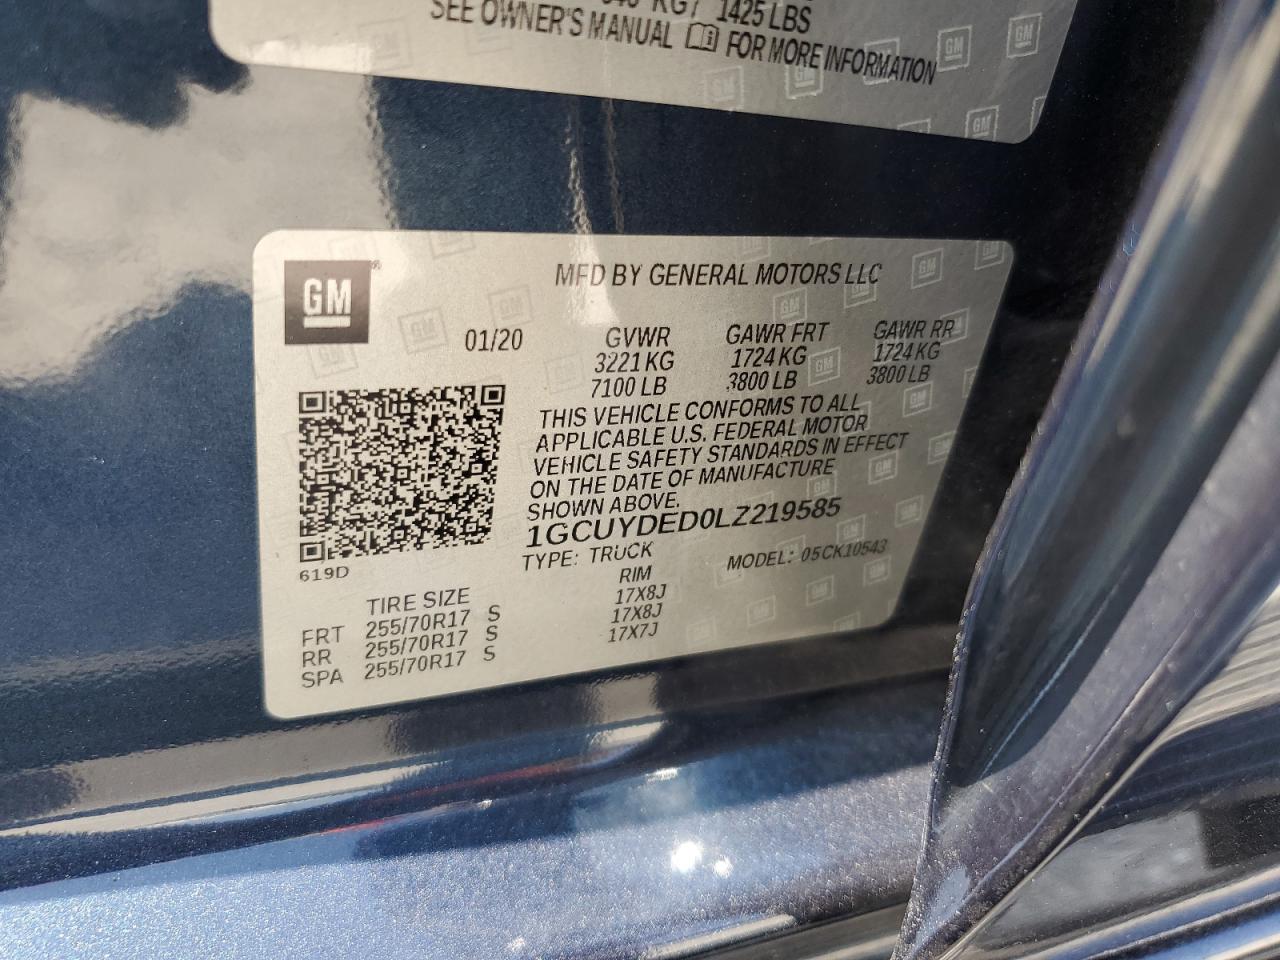 KG / 1425 LBS
SEE OWNER'S MANUAL FOR MORE INFORMATION
GM
MFD BY GENERAL MOTORS LLC
01/20 GVWR GAWR FRT GAWR RR
3221 KG 1724 KG 1724 KG
7100 LB 3800 LB 3800 LB
THIS VEHICLE CONFORMS TO ALL
APPLICABLE U.S. FEDERAL MOTOR
VEHICLE SAFETY STANDARDS IN EFFECT
ON THE DATE OF MANUFACTURE
SHOWN ABOVE.
1GCUYDED0LZ219585
TYPE: TRUCK MODEL: 05CK10543
619D
TIRE SIZE RIM
FRT 255/70R17 S 17X8J
RR 255/70R17 S 17X8J
SPA 255/70R17 S 17X7J